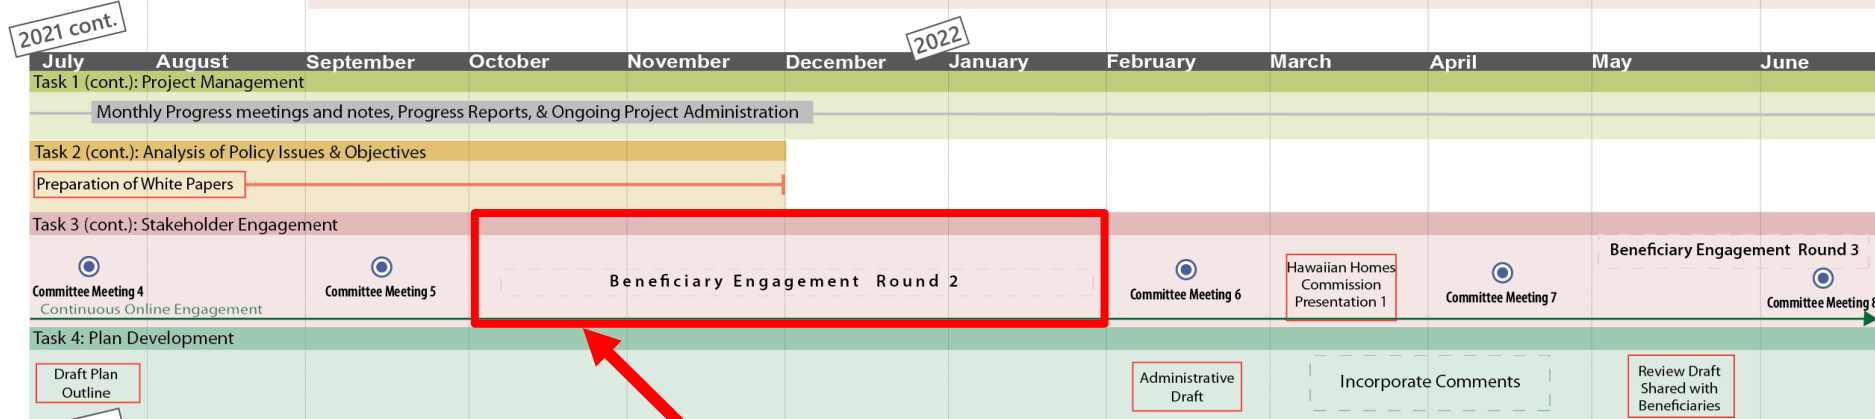 2021 cont.
2022
July August September October November December January February March April May June
Task 1 (cont.): Project Management
Monthly Progress meetings and notes, Progress Reports, & Ongoing Project Administration
Task 2 (cont.): Analysis of Policy Issues & Objectives
Preparation of White Papers
Task 3 (cont.): Stakeholder Engagement
Committee Meeting 4
Continuous Online Engagement
Committee Meeting 5
Beneficiary Engagement Round 2
Committee Meeting 6
Hawaiian Homes
Commission
Presentation 1
Committee Meeting 7
Beneficiary Engagement Round 3
Committee Meeting 8
Task 4: Plan Development
Draft Plan
Outline
Administrative
Draft
Incorporate Comments
Review Draft
Shared with
Beneficiaries